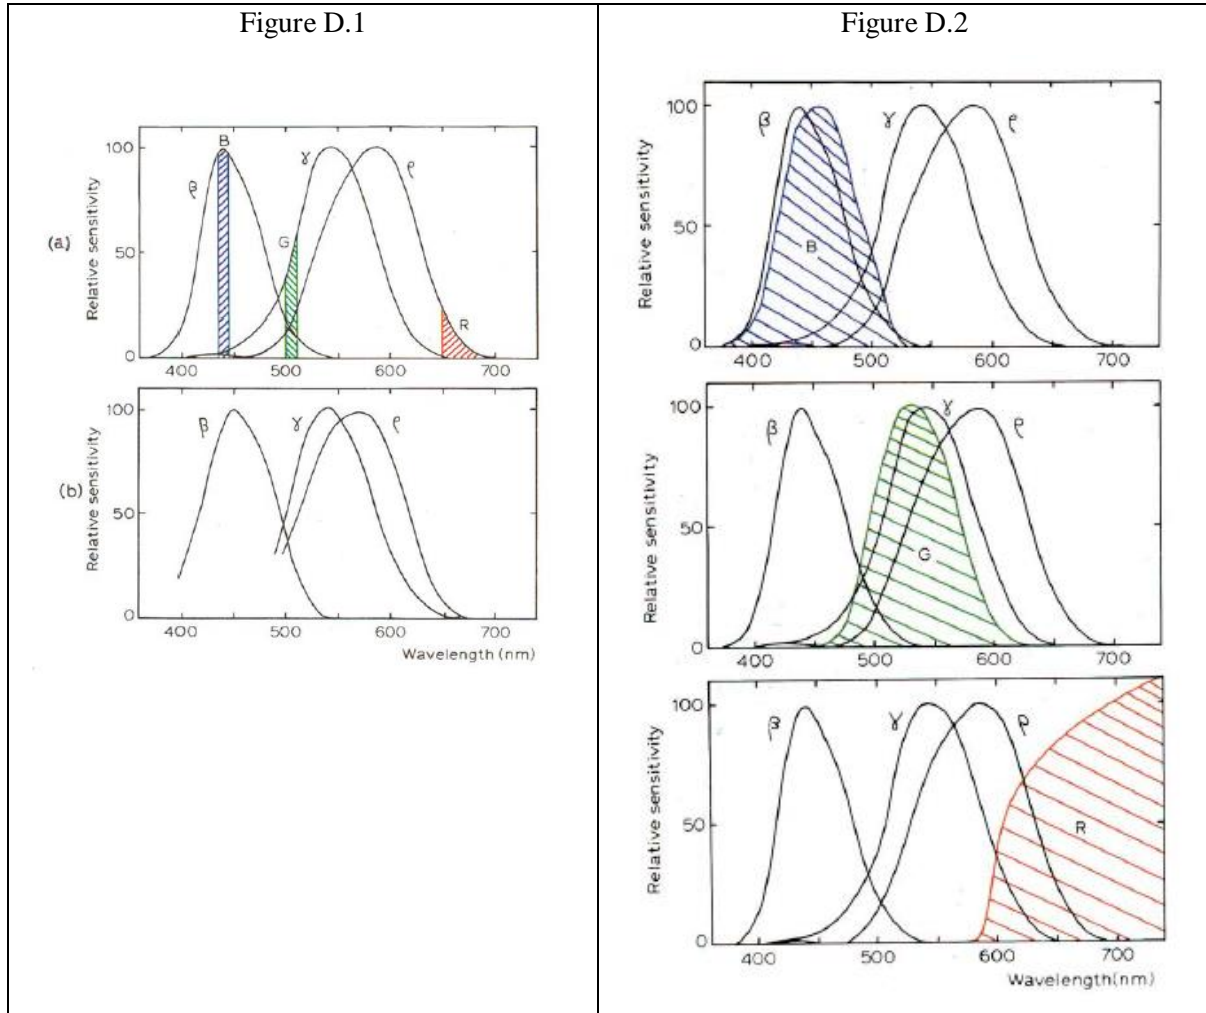 Figure D.1
Relative sensitivity
100
50
0
(a)
β
B
G
γ
ρ
R
400
500
600
700
Relative sensitivity
100
50
0
(b)
β
γ
ρ
400
500
600
700
Wavelength (nm)
Figure D.2
Relative sensitivity
100
50
0
β
B
γ
ρ
400
500
600
700
Relative sensitivity
100
50
0
β
γ
G
ρ
400
500
600
700
Relative sensitivity
100
50
0
β
γ
ρ
R
400
500
600
700
Wavelength (nm)